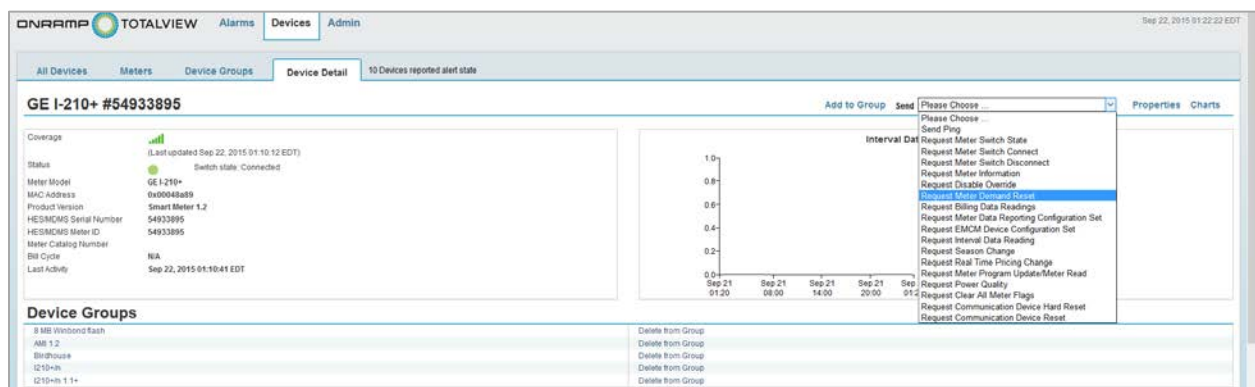 ONRAMP TOTALVIEW Alarms Devices Admin
Sep 22, 2015 01:22:22 EDT
All Devices Meters Device Groups Device Detail 10 Devices reported alert state
GE I-210+ #54933895
Add to Group Send Please Choose ... Properties Charts
Coverage
(Last updated Sep 22, 2015 01:10:12 EDT)
Status Switch state: Connected
Meter Model GE I-210+
MAC Address 0x00048a89
Product Version Smart Meter 1.2
HES/MDMS Serial Number 54933895
HES/MDMS Meter ID 54933895
Meter Catalog Number
Bill Cycle N/A
Last Activity Sep 22, 2015 01:10:41 EDT
Interval Dat
1.0
0.8
0.6
0.4
0.2
0.0
Sep 21 Sep 21 Sep 21 Sep 21 Sep
01:20 08:00 14:00 20:00 01:2
Please Choose ...
Send Ping
Request Meter Switch State
Request Meter Switch Connect
Request Meter Switch Disconnect
Request Meter Information
Request Disable Override
Request Meter Demand Reset
Request Billing Data Readings
Request Meter Data Reporting Configuration Set
Request EMCM Device Configuration Set
Request Interval Data Reading
Request Season Change
Request Real Time Pricing Change
Request Meter Program Update/Meter Read
Request Power Quality
Request Clear All Meter Flags
Request Communication Device Hard Reset
Request Communication Device Reset
Device Groups
8 MB Winbond flash Delete from Group
AMI 1.2 Delete from Group
Birdhouse Delete from Group
I210+/n Delete from Group
I210+/n 1.1+ Delete from Group